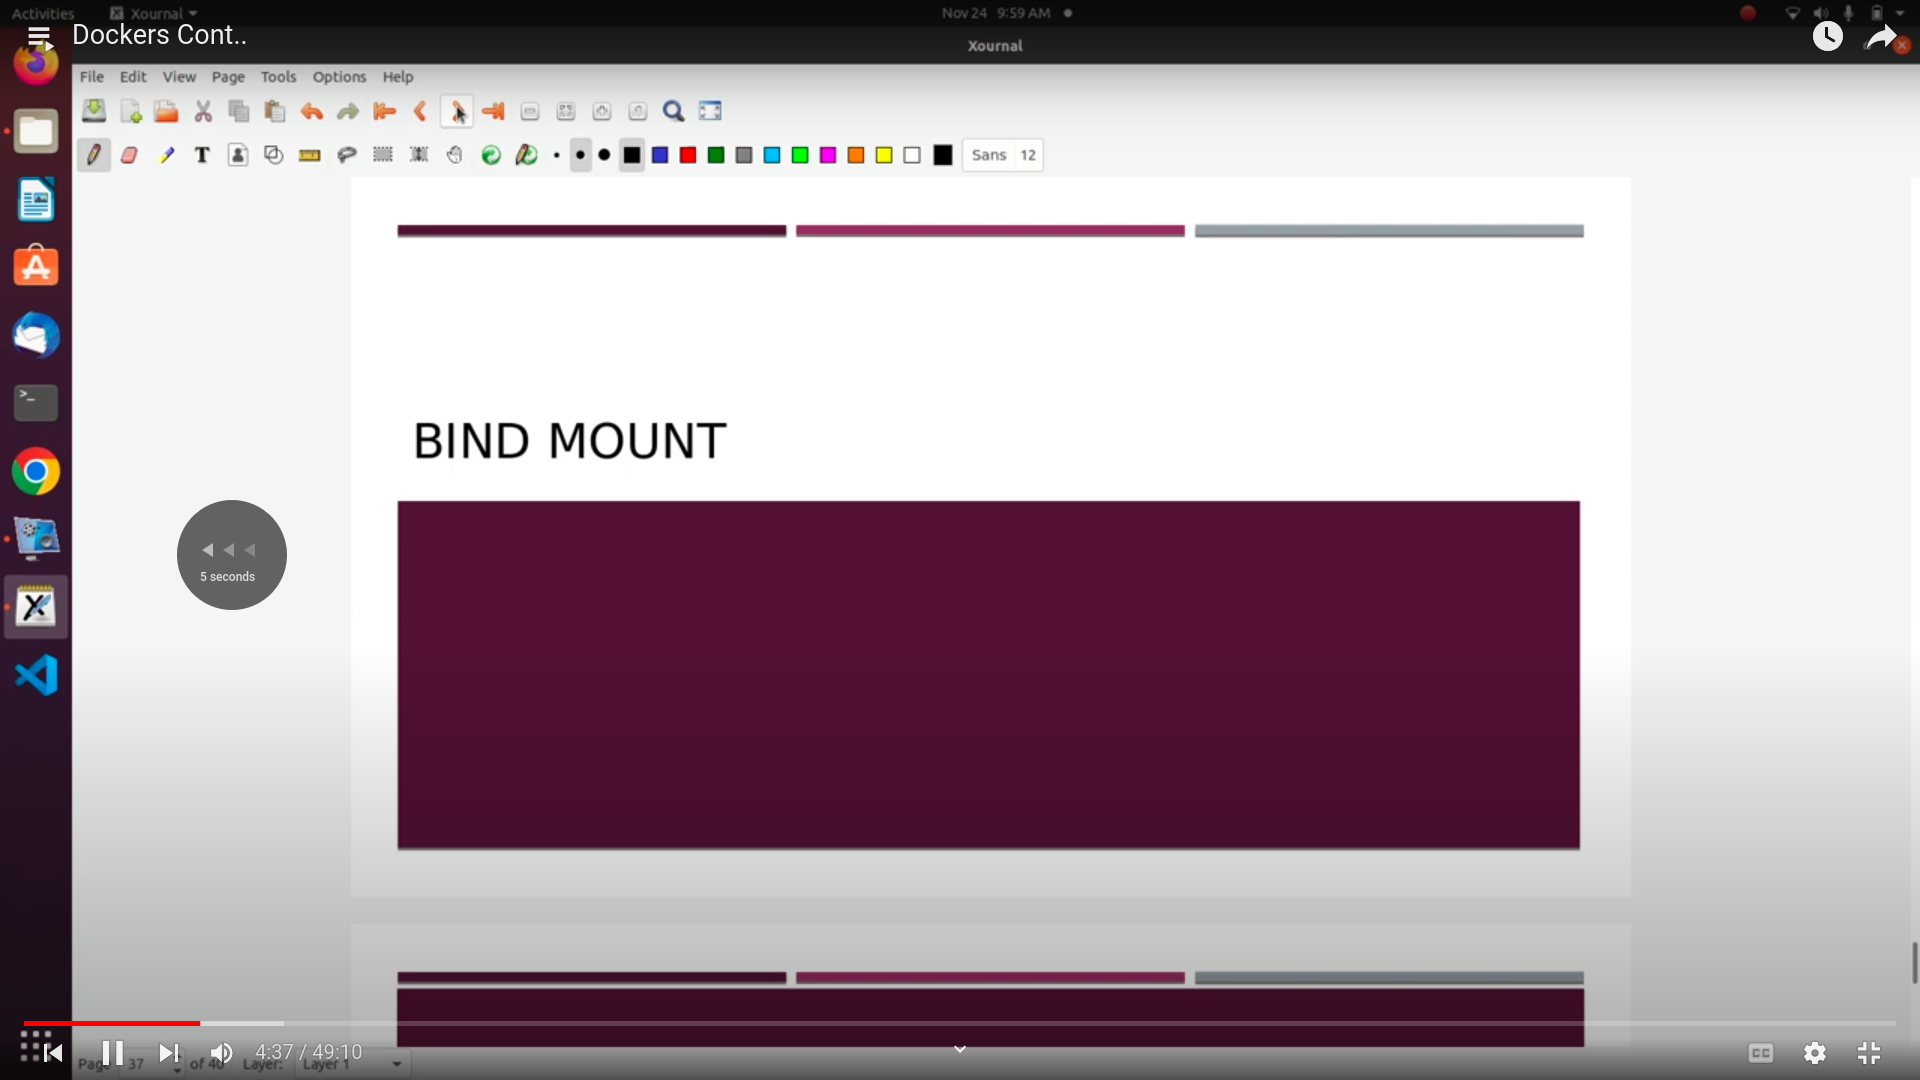 Activities
Xournal
Nov 24 9:59 AM
Dockers Cont..
Xournal
File Edit View Page Tools Options Help
T
Sans 12
BIND MOUNT
5 seconds
4:37 / 49:10
CC
Page 37 of 40 Layer: Layer 1